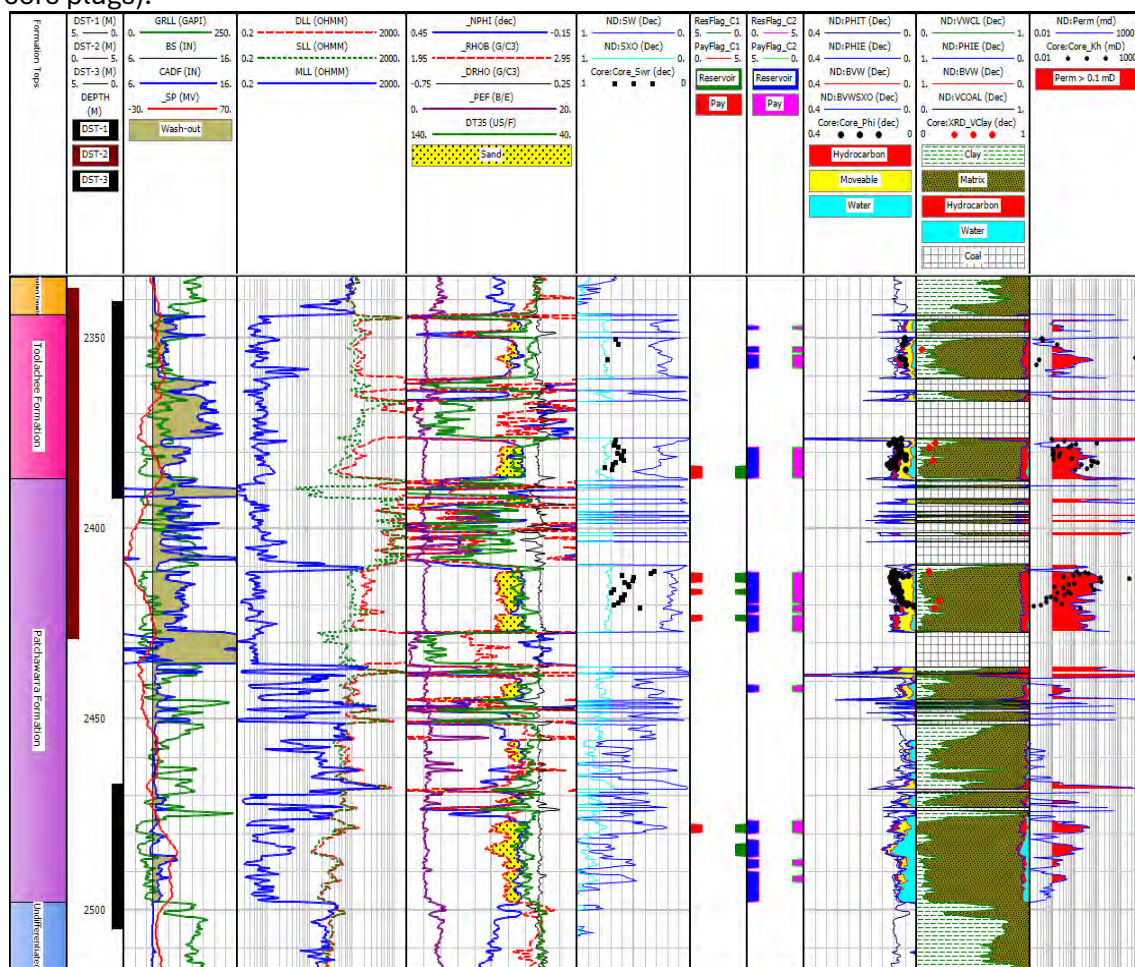 core plugs).
Formation Tops
DST-1 (M)
5. 0.
DST-2 (M)
0. 5.
DST-3 (M)
5. 0.
DEPTH
(M)
DST-1
DST-2
DST-3
GRLL (GAPI)
0. 250.
BS (IN)
6. 16.
CADF (IN)
6. 16.
_SP (MV)
-30. 70.
Wash-out
DLL (OHMM)
0.2 2000.
SLL (OHMM)
0.2 2000.
MLL (OHMM)
0.2 2000.
_NPHI (dec)
0.45 -0.15
_RHOB (G/C3)
1.95 2.95
_DRHO (G/C3)
-0.75 0.25
_PEF (B/E)
0. 20.
DT35 (US/F)
140. 40.
Sand
ND:SW (Dec)
1. 0.
ND:SXO (Dec)
1. 0.
Core:Core_Swr (dec)
1 0
ResFlag_C1
5. 0.
PayFlag_C1
0. 5.
Reservoir
Pay
ResFlag_C2
0. 5.
PayFlag_C2
5. 0.
Reservoir
Pay
ND:PHIT (Dec)
0.4 0.
ND:PHIE (Dec)
0.4 0.
ND:BVW (Dec)
0.4 0.
ND:BVWSXO (Dec)
0.4 0.
Core:Core_Phi (dec)
0.4 0
Hydrocarbon
Moveable
Water
ND:VWCL (Dec)
0. 1.
ND:PHIE (Dec)
1. 0.
ND:BVW (Dec)
1. 0.
ND:VCOAL (Dec)
0. 1.
Core:XRD_VClay (dec)
0 1
Clay
Matrix
Hydrocarbon
Water
Coal
ND:Perm (md)
0.01 1000
Core:Core_Kh (mD)
0.01 1000
Perm > 0.1 mD
Toolachee Formation
Patchawarra Formation
Undifferentiated
2350
2400
2450
2500